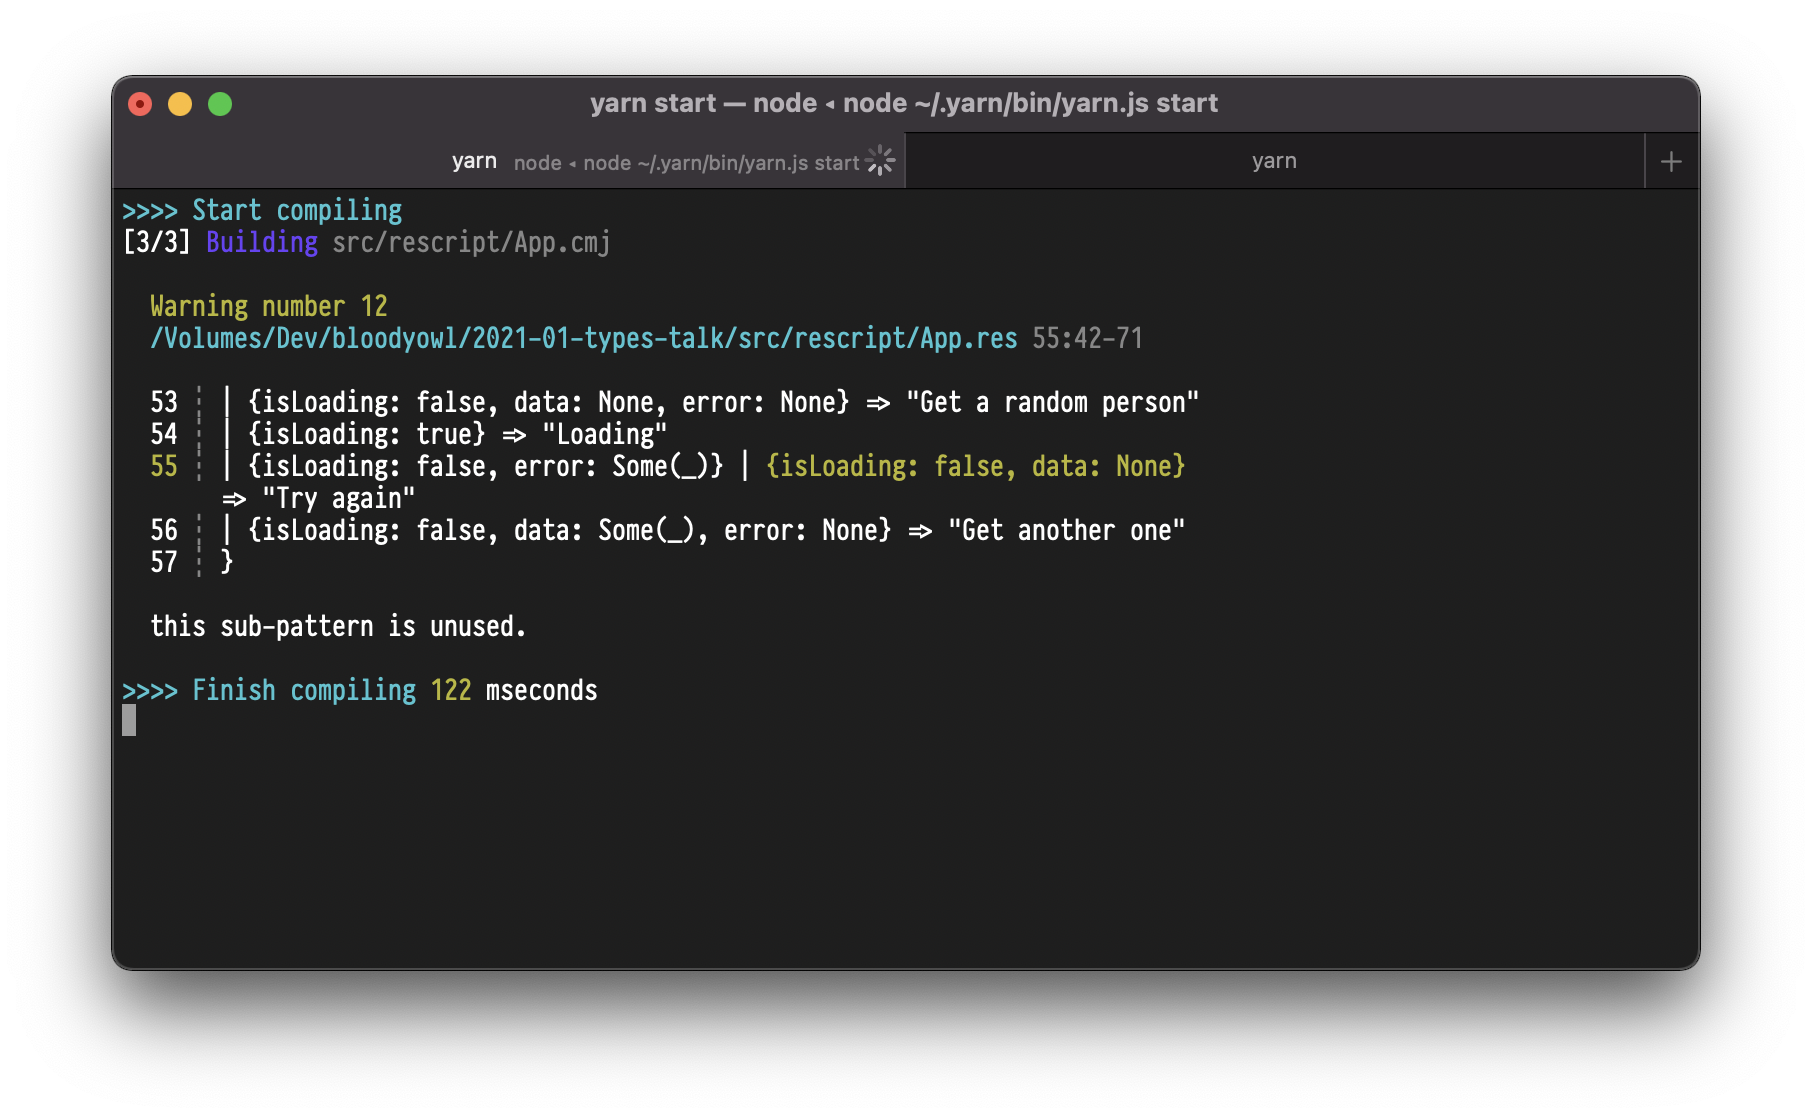 yarn start — node ◂ node ~/.yarn/bin/yarn.js start
yarn node ◂ node ~/.yarn/bin/yarn.js start
yarn
+
>>>> Start compiling
[3/3] Building src/rescript/App.cmj
Warning number 12
/Volumes/Dev/bloodyowl/2021-01-types-talk/src/rescript/App.res 55:42-71
53 ┆ | {isLoading: false, data: None, error: None} => "Get a random person"
54 ┆ | {isLoading: true} => "Loading"
55 ┆ | {isLoading: false, error: Some(_)} | {isLoading: false, data: None}
=> "Try again"
56 ┆ | {isLoading: false, data: Some(_), error: None} => "Get another one"
57 ┆ }
this sub-pattern is unused.
>>>> Finish compiling 122 mseconds